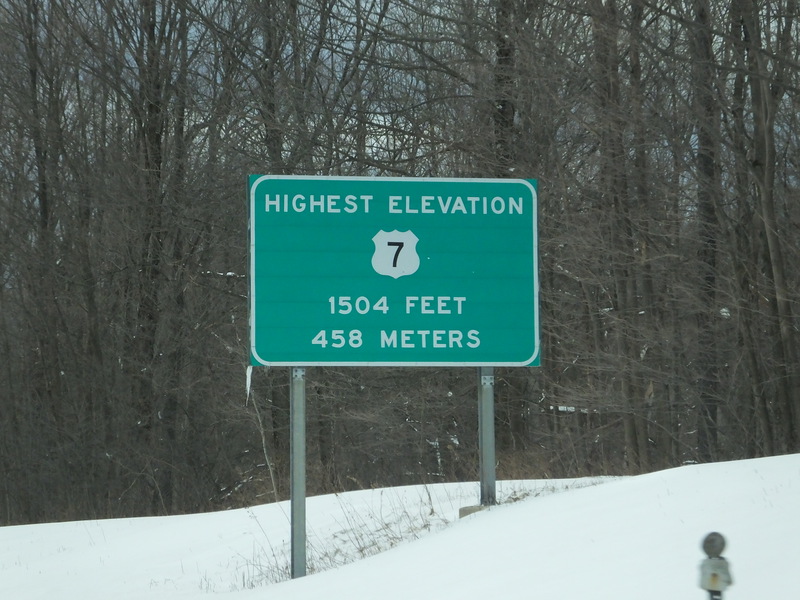 HIGHEST ELEVATION
7
1504 FEET
458 METERS